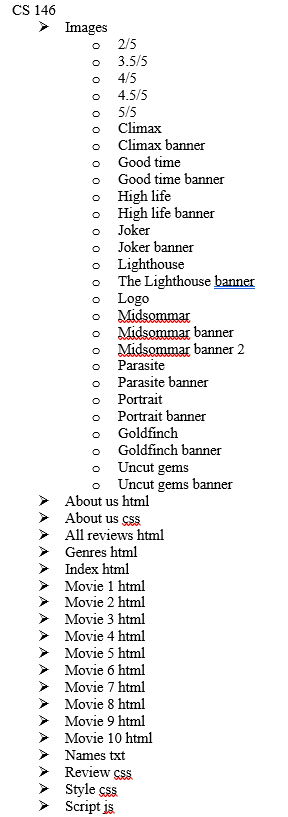 CS 146
Images
2/5
3.5/5
4/5
4.5/5
5/5
Climax
Climax banner
Good time
Good time banner
High life
High life banner
Joker
Joker banner
Lighthouse
The Lighthouse banner
Logo
Midsommar
Midsommar banner
Midsommar banner 2
Parasite
Parasite banner
Portrait
Portrait banner
Goldfinch
Goldfinch banner
Uncut gems
Uncut gems banner
About us html
About us css
All reviews html
Genres html
Index html
Movie 1 html
Movie 2 html
Movie 3 html
Movie 4 html
Movie 5 html
Movie 6 html
Movie 7 html
Movie 8 html
Movie 9 html
Movie 10 html
Names txt
Review css
Style css
Script js